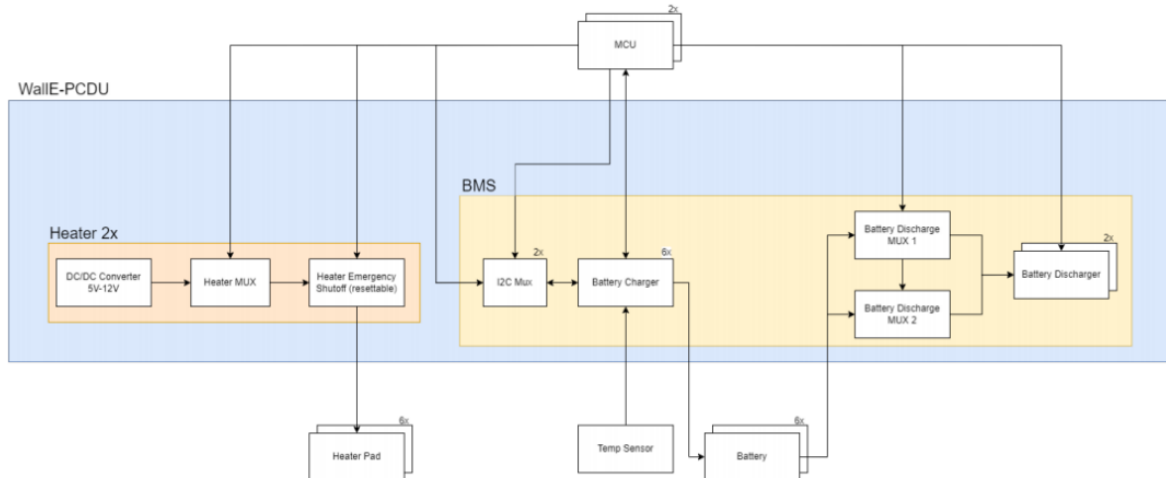 2x
MCU
WallE-PCDU
BMS
Heater 2x
DC/DC Converter
5V-12V
Heater MUX
Heater Emergency
Shutoff (resettable)
2x
I2C Mux
6x
Battery Charger
Battery Discharge
MUX 1
Battery Discharge
MUX 2
2x
Battery Discharger
6x
Heater Pad
Temp Sensor
6x
Battery